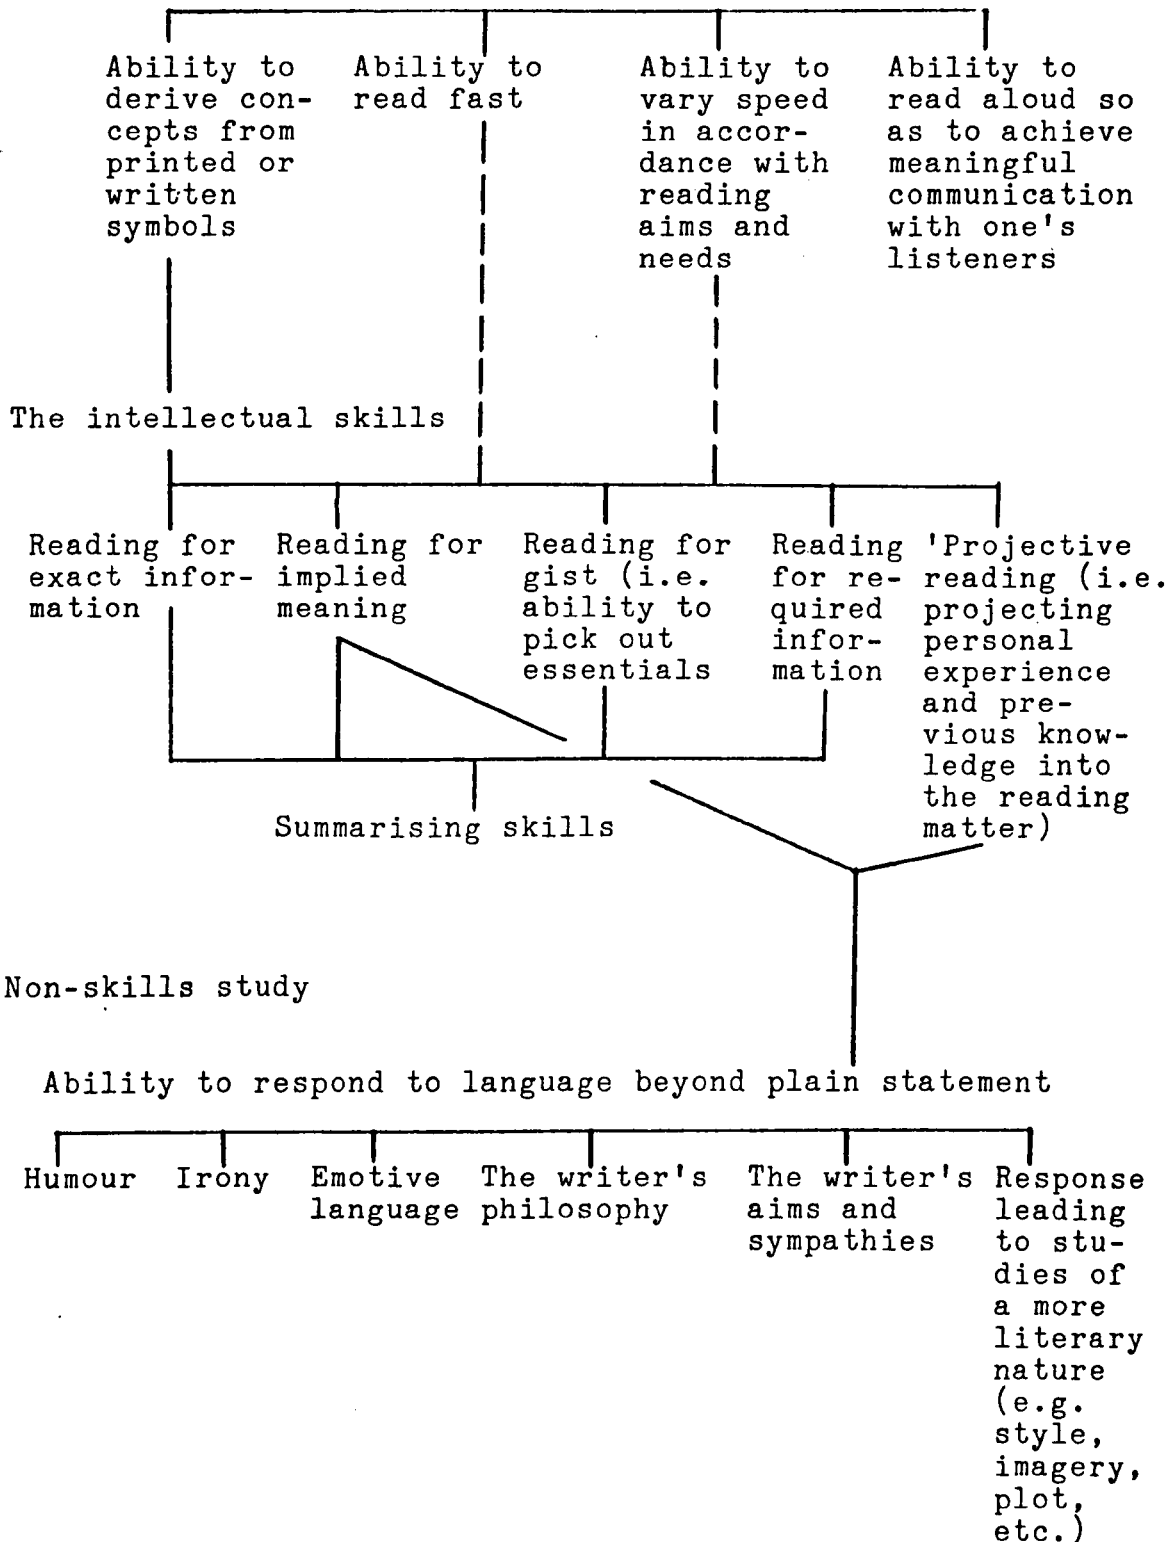 Ability to
derive con-
cepts from
printed or
written
symbols
Ability to
read fast
Ability to
vary speed
in accor-
dance with
reading
aims and
needs
Ability to
read aloud so
as to achieve
meaningful
communication
with one's
listeners
The intellectual skills
Reading for
exact infor-
mation
Reading for
implied
meaning
Reading for
gist (i.e.
ability to
pick out
essentials
Reading
for re-
quired
infor-
mation
'Projective
reading (i.e.
projecting
personal
experience
and pre-
vious know-
ledge into
the reading
matter)
Summarising skills
Non-skills study
Ability to respond to language beyond plain statement
Humour
Irony
Emotive
language
The writer's
philosophy
The writer's
aims and
sympathies
Response
leading
to stu-
dies of
a more
literary
nature
(e.g.
style,
imagery,
plot,
etc.)